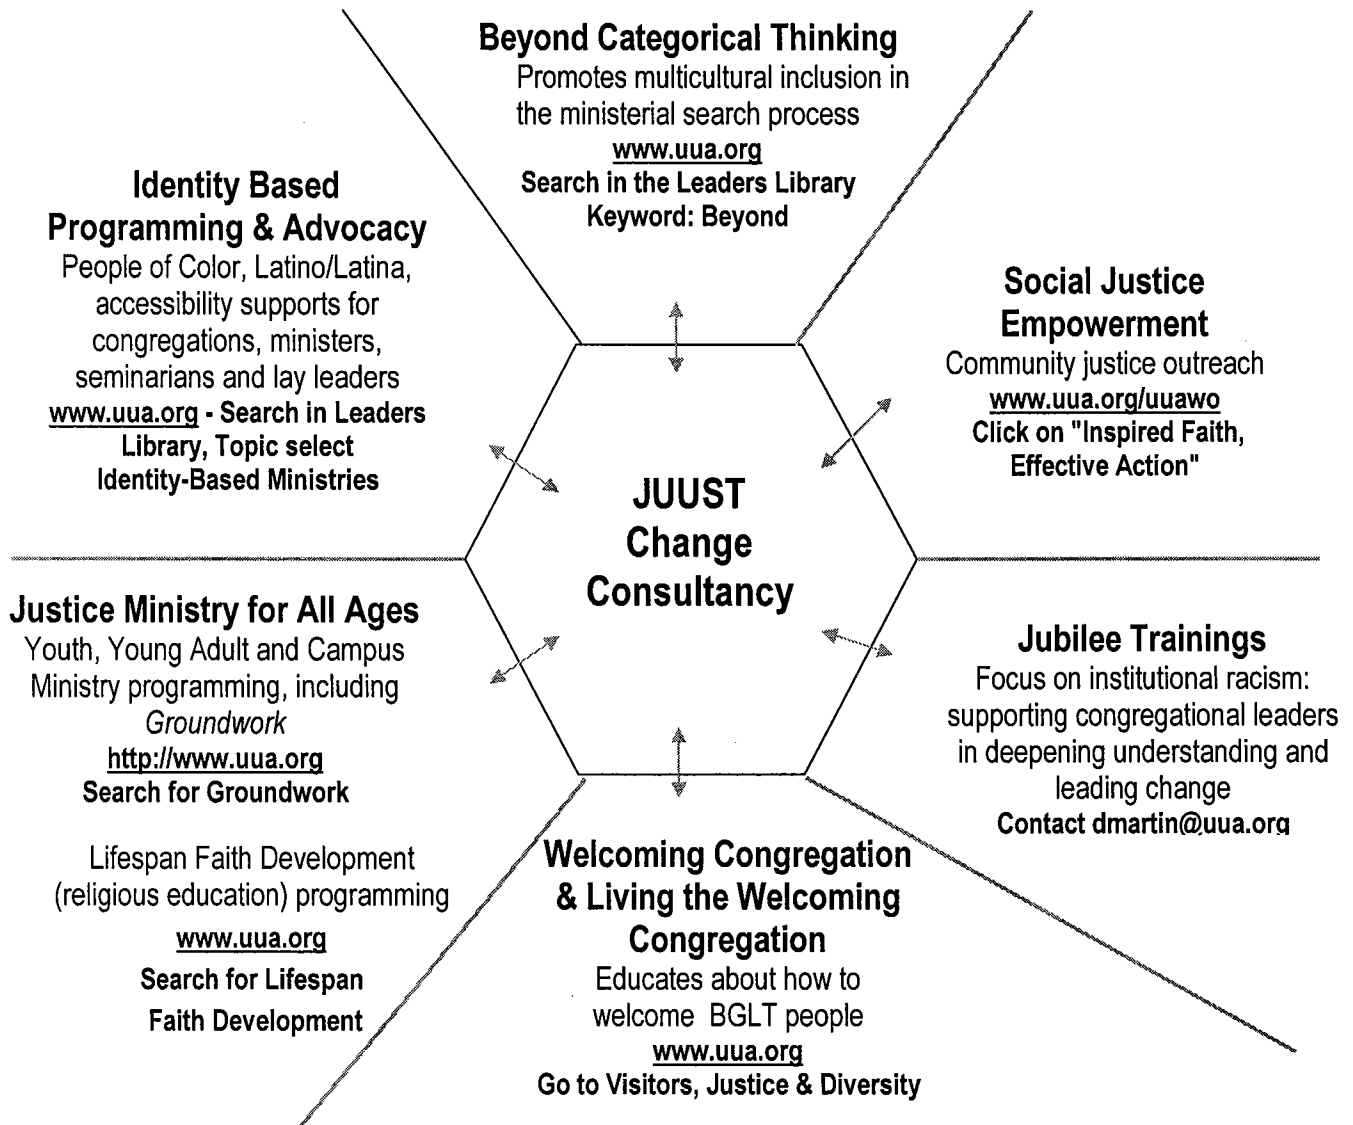 Beyond Categorical Thinking
Promotes multicultural inclusion in
the ministerial search process
www.uua.org
Search in the Leaders Library
Keyword: Beyond
Identity Based
Programming & Advocacy
People of Color, Latino/Latina,
accessibility supports for
congregations, ministers,
seminarians and lay leaders
www.uua.org - Search in Leaders
Library, Topic select
Identity-Based Ministries
Social Justice
Empowerment
Community justice outreach
www.uua.org/uuawo
Click on "Inspired Faith,
Effective Action"
JUUST
Change
Consultancy
Justice Ministry for All Ages
Youth, Young Adult and Campus
Ministry programming, including
Groundwork
http://www.uua.org
Search for Groundwork
Lifespan Faith Development
(religious education) programming
www.uua.org
Search for Lifespan
Faith Development
Jubilee Trainings
Focus on institutional racism:
supporting congregational leaders
in deepening understanding and
leading change
Contact dmartin@uua.org
Welcoming Congregation
& Living the Welcoming
Congregation
Educates about how to
welcome BGLT people
www.uua.org
Go to Visitors, Justice & Diversity